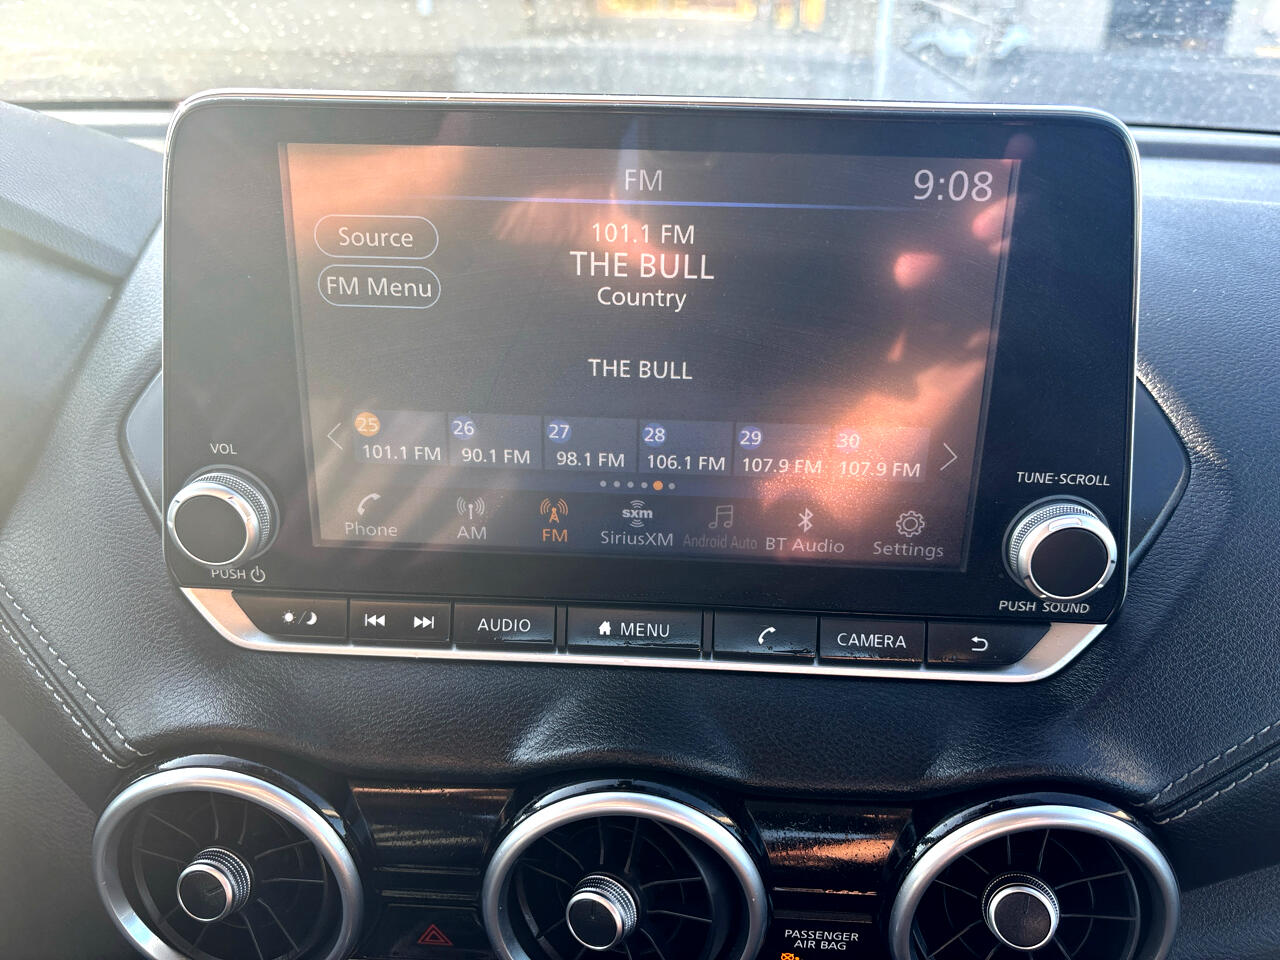 FM
9:08
Source
FM Menu
101.1 FM
THE BULL
Country
THE BULL
25
101.1 FM
26
90.1 FM
27
98.1 FM
28
106.1 FM
29
107.9 FM
30
107.9 FM
Phone
AM
FM
sxm
SiriusXM
Android Auto
BT Audio
Settings
VOL
PUSH
TUNE·SCROLL
PUSH SOUND
AUDIO
MENU
CAMERA
PASSENGER
AIR BAG